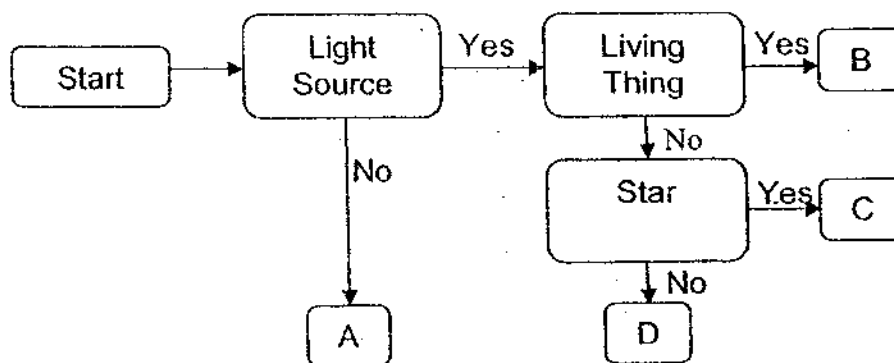 Start
Light
Source
Yes
Living
Thing
Yes
B
No
No
Star
Yes
C
No
A
D